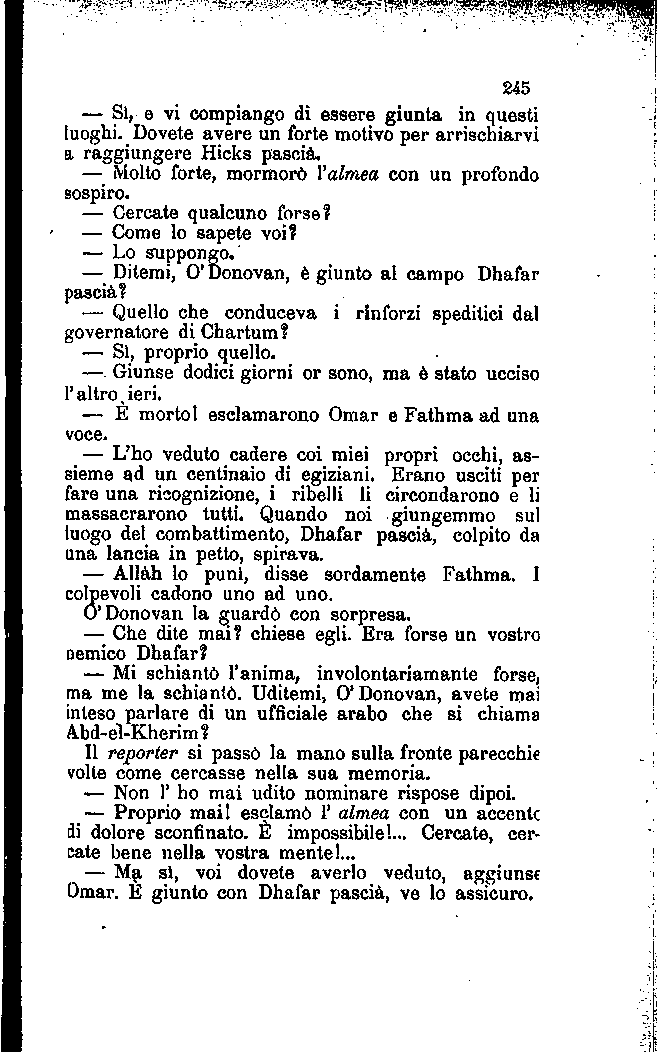 245
— Sì, e vi compiango di essere giunta in questi
luoghi. Dovete avere un forte motivo per arrischiarvi
a raggiungere Hicks pascià.
— Molto forte, mormorò l'almea con un profondo
sospiro.
— Cercate qualcuno forse?
— Come lo sapete voi?
— Lo suppongo.
— Ditemi, O'Donovan, è giunto al campo Dhafar
pascià?
— Quello che conduceva i rinforzi speditici dal
governatore di Chartum?
— Sì, proprio quello.
— Giunse dodici giorni or sono, ma è stato ucciso
l'altro ieri.
— È morto! esclamarono Omar e Fathma ad una
voce.
— L'ho veduto cadere coi miei propri occhi, as-
sieme ad un centinaio di egiziani. Erano usciti per
fare una ricognizione, i ribelli li circondarono e li
massacrarono tutti. Quando noi giungemmo sul
luogo del combattimento, Dhafar pascià, colpito da
una lancia in petto, spirava.
— Allàh lo punì, disse sordamente Fathma. I
colpevoli cadono uno ad uno.
O'Donovan la guardò con sorpresa.
— Che dite mai? chiese egli. Era forse un vostro
nemico Dhafar?
— Mi schiantò l'anima, involontariamante forse,
ma me la schiantò. Uditemi, O'Donovan, avete mai
inteso parlare di un ufficiale arabo che si chiama
Abd-el-Kherim?
Il reporter si passò la mano sulla fronte parecchie
volte come cercasse nella sua memoria.
— Non l' ho mai udito nominare rispose dipoi.
— Proprio mai! esclamò l' almea con un accento
di dolore sconfinato. È impossibile!... Cercate, cer-
cate bene nella vostra mente!...
— Ma sì, voi dovete averlo veduto, aggiunse
Omar. È giunto con Dhafar pascià, ve lo assicuro.